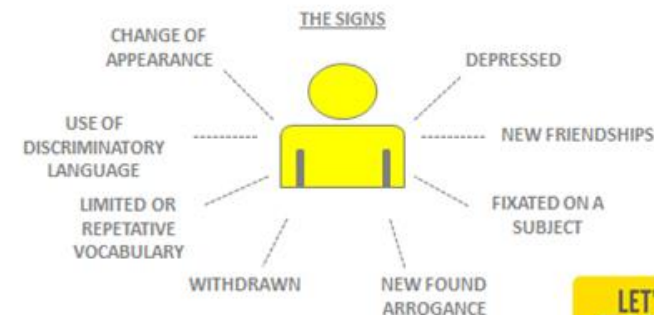 THE SIGNS
CHANGE OF
APPEARANCE
DEPRESSED
USE OF
DISCRIMINATORY
LANGUAGE
NEW FRIENDSHIPS
LIMITED OR
REPETATIVE
VOCABULARY
FIXATED ON A
SUBJECT
WITHDRAWN
NEW FOUND
ARROGANCE